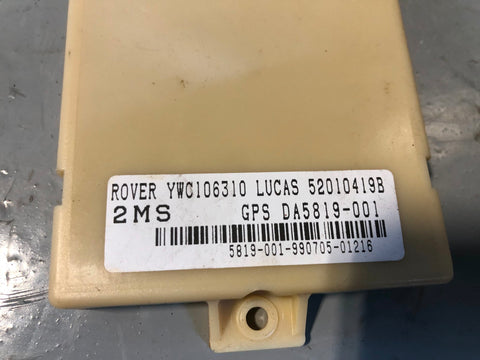 ROVER YWC106310 LUCAS 52010419B
2MS GPS DA5819-001
5819-001-990705-01216